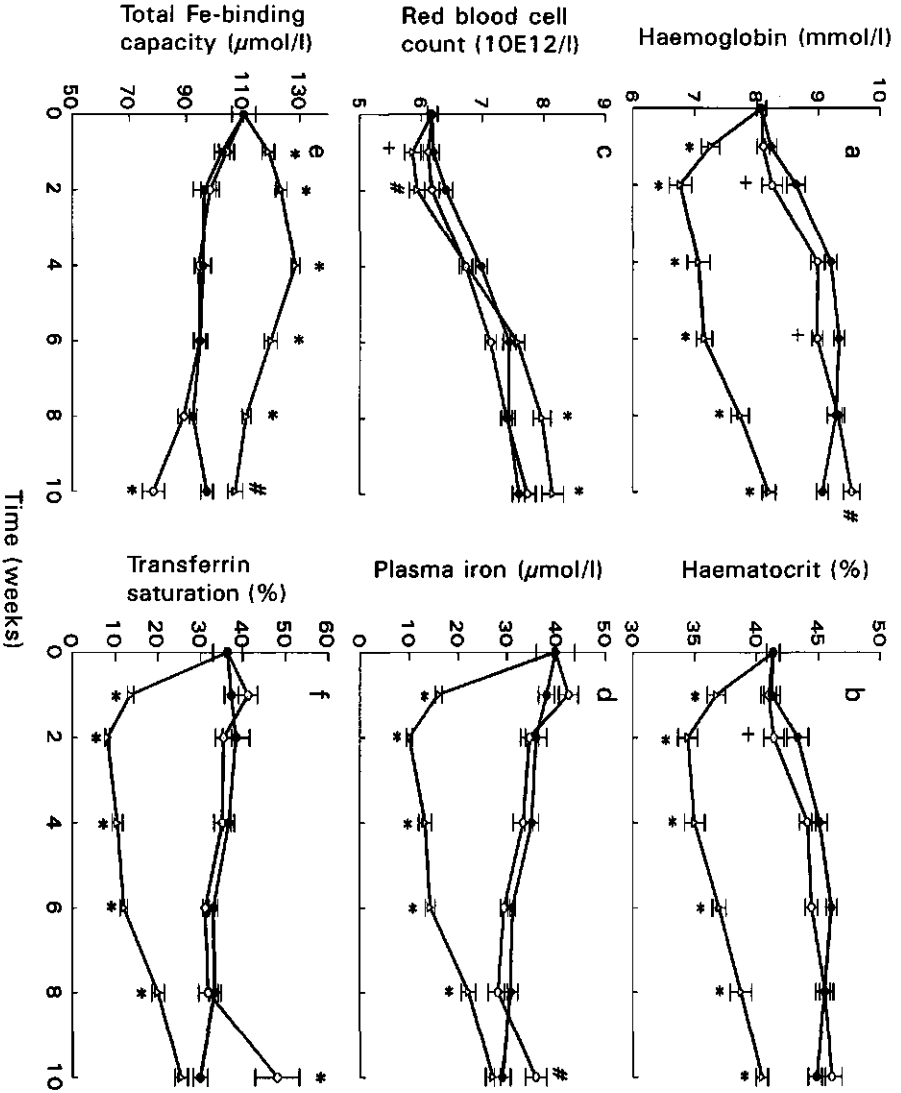 Total Fe-binding
capacity (μmol/l)
50 70 90 110 130
e
* * * * * * #
0 2 4 6 8 10
Red blood cell
count (10E12/l)
5 6 7 8 9
c
+ # * *
Haemoglobin (mmol/l)
6 7 8 9 10
a
* * + * * + * * #
Transferrin
saturation (%)
0 10 20 30 40 50 60
f
* * * * * *
0 2 4 6 8 10
Plasma iron (μmol/l)
0 10 20 30 40 50
d
* * * * * #
Haematocrit (%)
30 35 40 45 50
b
* * + * * * *
Time (weeks)